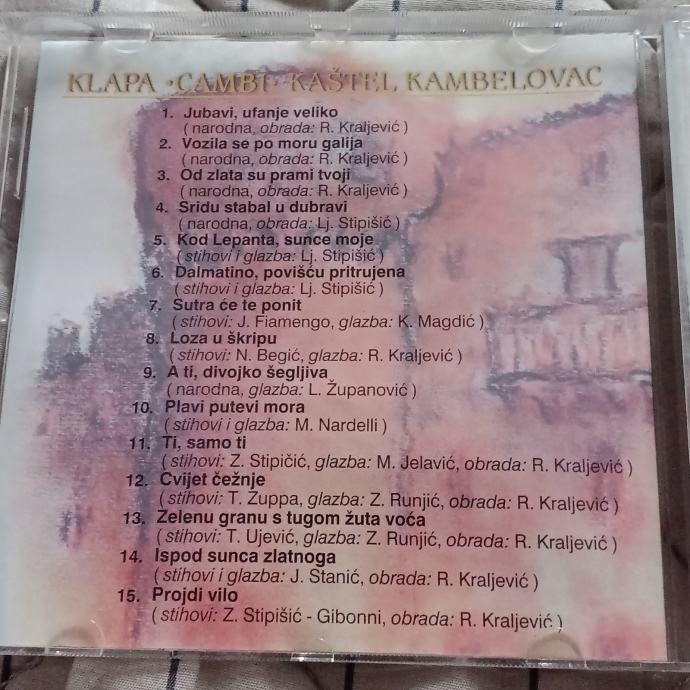 KLAPA ·CAMBI· KAŠTEL KAMBELOVAC
1. Jubavi, ufanje veliko
( narodna, obrada: R. Kraljević )
2. Vozila se po moru galija
( narodna, obrada: R. Kraljević )
3. Od zlata su prami tvoji
( narodna, obrada: R. Kraljević )
4. Sridu stabal u dubravi
( narodna, obrada: Lj. Stipišić )
5. Kod Lepanta, sunce moje
( stihovi i glazba: Lj. Stipišić )
6. Dalmatino, povišću pritrujena
( stihovi i glazba: Lj. Stipišić )
7. Sutra će te ponit
( stihovi: J. Fiamengo, glazba: K. Magdić )
8. Loza u škripu
( stihovi: N. Begić, glazba: R. Kraljević )
9. A ti, divojko šegljiva
( narodna, glazba: L. Županović )
10. Plavi putevi mora
( stihovi i glazba: M. Nardelli )
11. Ti, samo ti
( stihovi: Z. Stipičić, glazba: M. Jelavić, obrada: R. Kraljević )
12. Cvijet čežnje
( stihovi: T. Zuppa, glazba: Z. Runjić, obrada: R. Kraljević )
13. Zelenu granu s tugom žuta voća
( stihovi: T. Ujević, glazba: Z. Runjić, obrada: R. Kraljević )
14. Ispod sunca zlatnoga
( stihovi i glazba: J. Stanić, obrada: R. Kraljević )
15. Projdi vilo
( stihovi: Z. Stipišić - Gibonni, obrada: R. Kraljević )